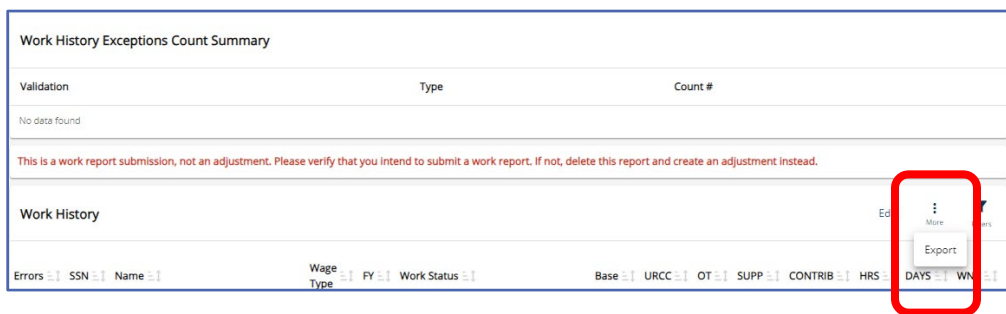 Work History Exceptions Count Summary
Validation Type Count #
No data found
This is a work report submission, not an adjustment. Please verify that you intend to submit a work report. If not, delete this report and create an adjustment instead.
Work History
More
Export
Errors SSN Name Wage Type FY Work Status Base URCC OT SUPP CONTRIB HRS DAYS